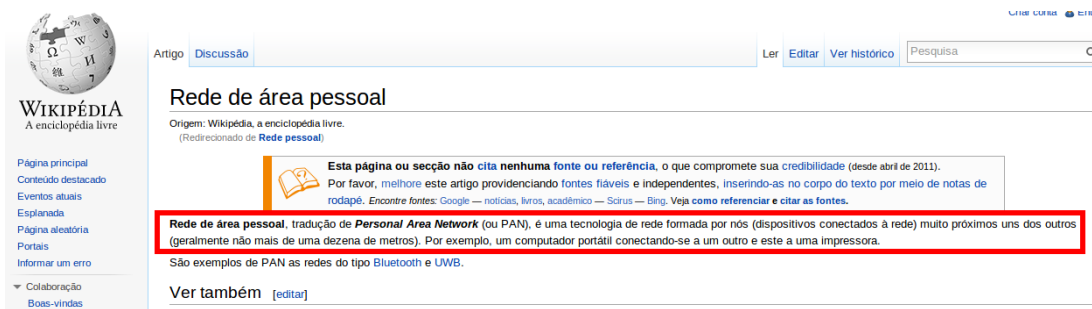 Criar conta
Artigo Discussão Ler Editar Ver histórico Pesquisa
WIKIPÉDIA
A enciclopédia livre
Página principal
Conteúdo destacado
Eventos atuais
Esplanada
Página aleatória
Portais
Informar um erro
Colaboração
Boas-vindas
Rede de área pessoal
Origem: Wikipédia, a enciclopédia livre.
(Redirecionado de Rede pessoal)
Esta página ou secção não cita nenhuma fonte ou referência, o que compromete sua credibilidade (desde abril de 2011).
Por favor, melhore este artigo providenciando fontes fiáveis e independentes, inserindo-as no corpo do texto por meio de notas de
rodapé. Encontre fontes: Google — notícias, livros, acadêmico — Scirus — Bing. Veja como referenciar e citar as fontes.
Rede de área pessoal, tradução de Personal Area Network (ou PAN), é uma tecnologia de rede formada por nós (dispositivos conectados à rede) muito próximos uns dos outros
(geralmente não mais de uma dezena de metros). Por exemplo, um computador portátil conectando-se a um outro e este a uma impressora.
São exemplos de PAN as redes do tipo Bluetooth e UWB.
Ver também [editar]